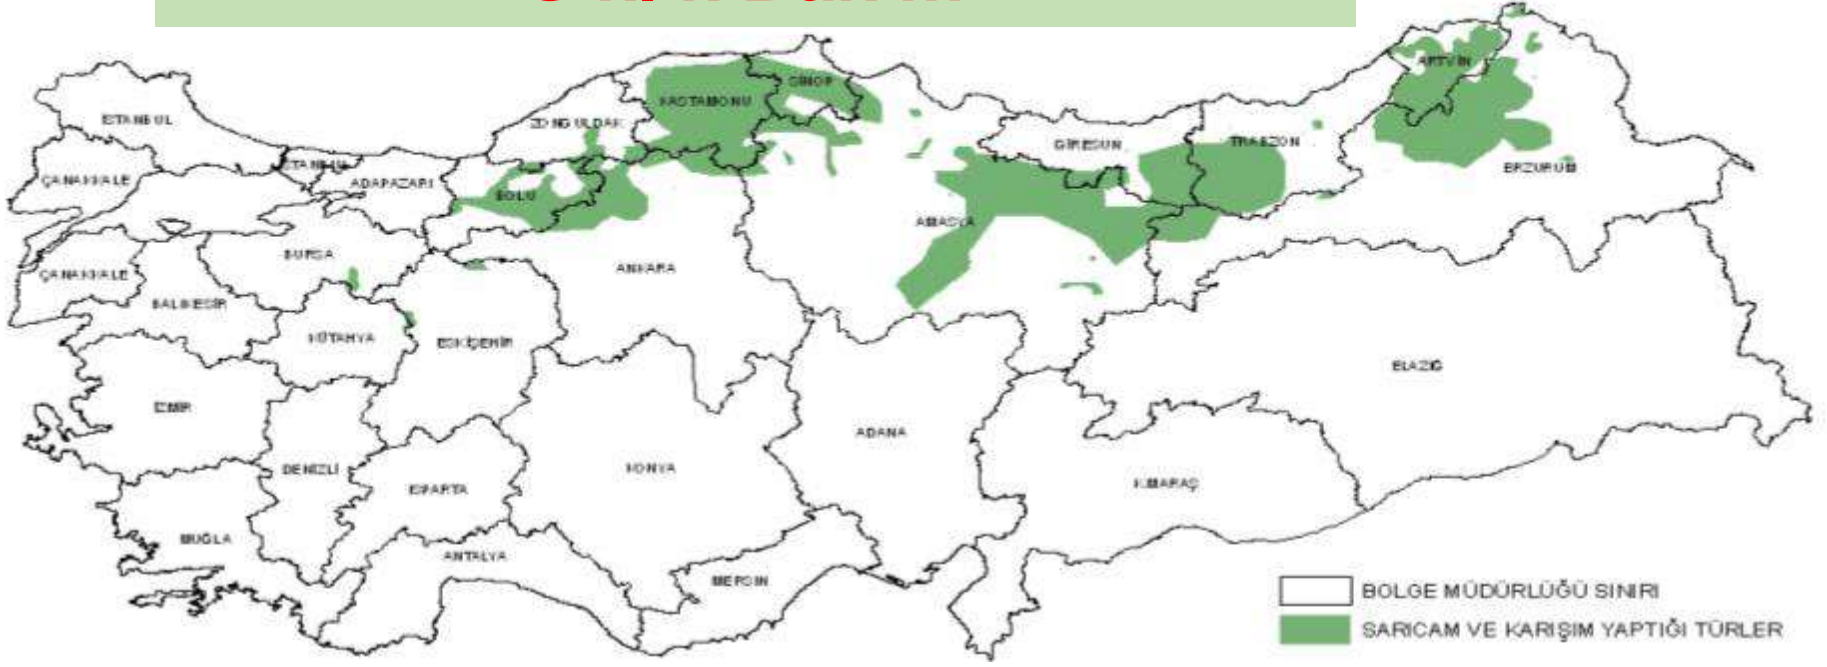 ARTVİN
SİNOP
KASTAMONU
İSTANBUL
ZONGULDAK
GİRESUN
TRABZON
İSTANBUL
ERZURUM
ÇANAKKALE
ADAPAZARI
BOLU
AMASYA
BURSA
ANKARA
ÇANAKKALE
BALIKESİR
KÜTAHYA
ESKİŞEHİR
ELAZIĞ
İZMİR
ADANA
DENİZLİ
KONYA
ISPARTA
K.MARAŞ
MUĞLA
ANTALYA
MERSİN
BÖLGE MÜDÜRLÜĞÜ SINIRI
SARICAM VE KARIŞIM YAPTIĞI TÜRLER